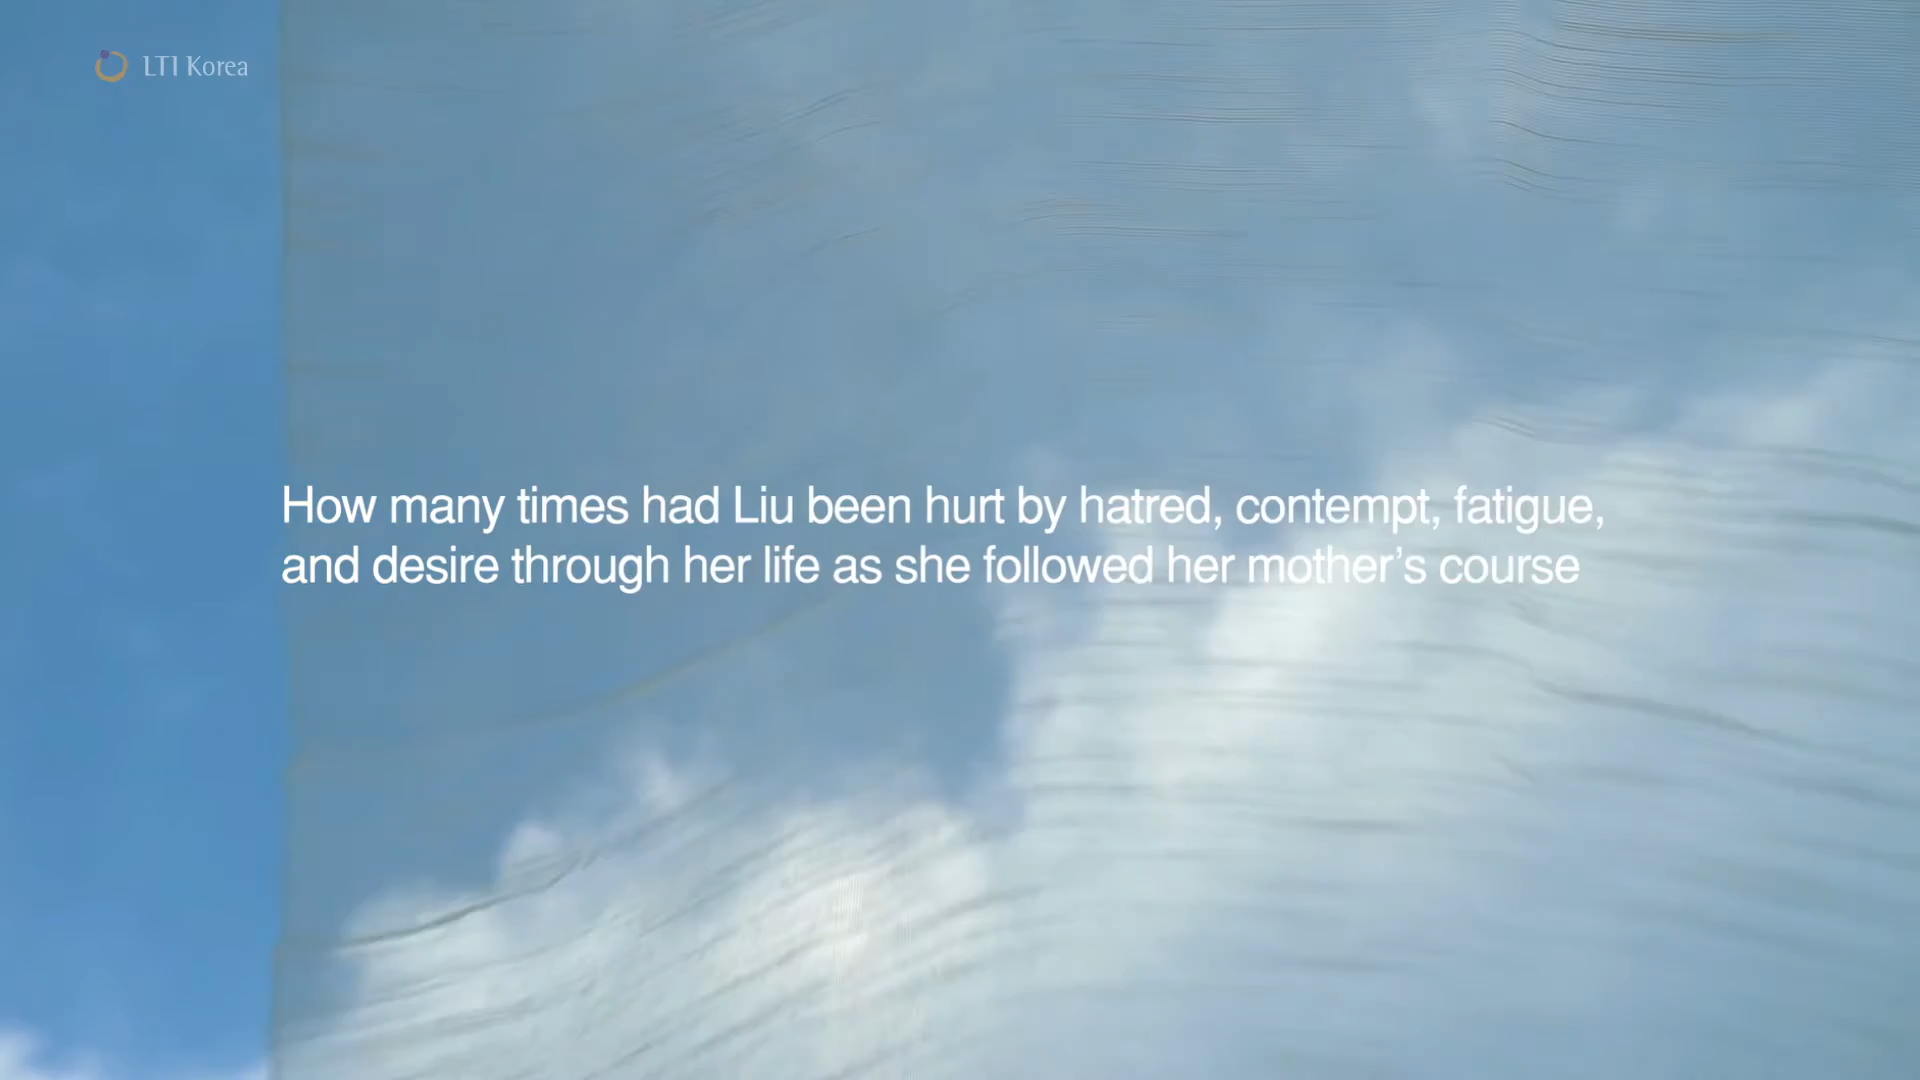 LTI Korea
How many times had Liu been hurt by hatred, contempt, fatigue,
and desire through her life as she followed her mother’s course